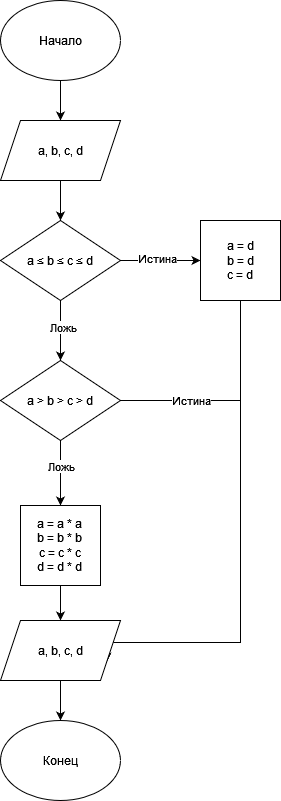 Начало
a, b, c, d
a ≤ b ≤ c ≤ d
Истина
a = d
b = d
c = d
Ложь
a > b > c > d
Истина
Ложь
a = a * a
b = b * b
c = c * c
d = d * d
a, b, c, d
Конец